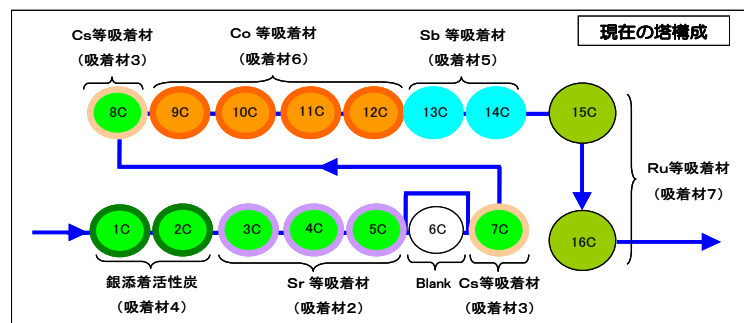 現在の塔構成
Cs等吸着材
(吸着材3)
Co 等吸着材
(吸着材6)
Sb 等吸着材
(吸着材5)
8C
9C
10C
11C
12C
13C
14C
15C
Ru等吸着材
(吸着材7)
1C
2C
3C
4C
5C
6C
7C
16C
銀添着活性炭
(吸着材4)
Sr 等吸着材
(吸着材2)
Blank
Cs等吸着材
(吸着材3)